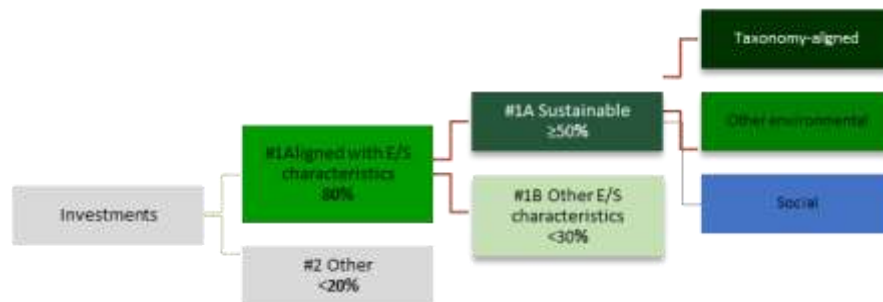 Taxonomy-aligned
#1A Sustainable
≥50%
Other environmental
#1Aligned with E/S
characteristics
80%
#1B Other E/S
characteristics
<30%
Social
Investments
#2 Other
<20%